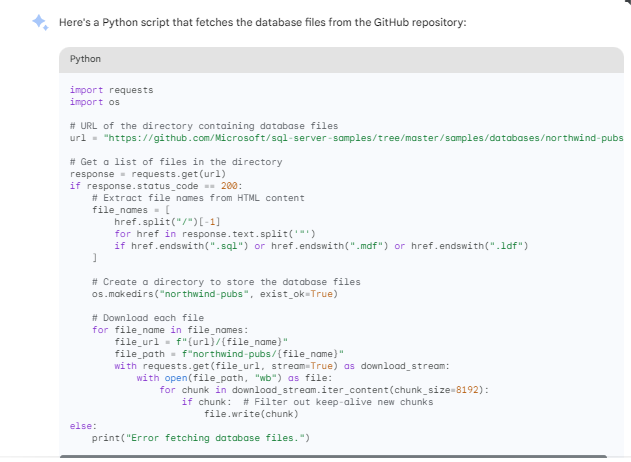 Here's a Python script that fetches the database files from the GitHub repository:
Python
import requests
import os
# URL of the directory containing database files
url = "https://github.com/Microsoft/sql-server-samples/tree/master/samples/databases/northwind-pubs
# Get a list of files in the directory
response = requests.get(url)
if response.status_code == 200:
    # Extract file names from HTML content
    file_names = [
        href.split("/")[-1]
        for href in response.text.split('"')
        if href.endswith(".sql") or href.endswith(".mdf") or href.endswith(".ldf")
    ]
    # Create a directory to store the database files
    os.makedirs("northwind-pubs", exist_ok=True)
    # Download each file
    for file_name in file_names:
        file_url = f"{url}/{file_name}"
        file_path = f"northwind-pubs/{file_name}"
        with requests.get(file_url, stream=True) as download_stream:
            with open(file_path, "wb") as file:
                for chunk in download_stream.iter_content(chunk_size=8192):
                    if chunk:  # Filter out keep-alive new chunks
                        file.write(chunk)
else:
    print("Error fetching database files.")